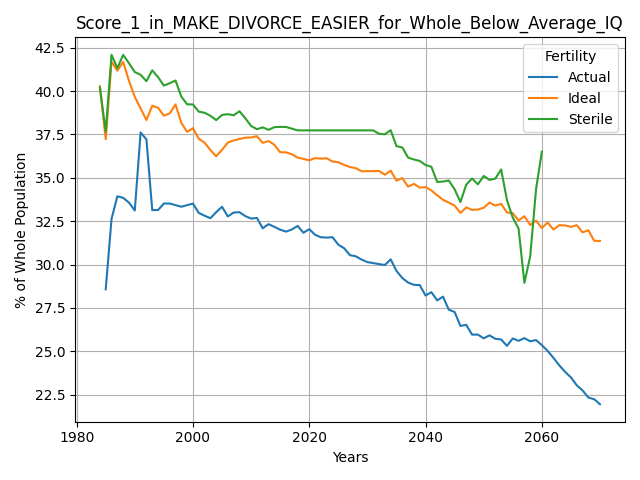 Score_1_in_MAKE_DIVORCE_EASIER_for_Whole_Below_Average_IQ
Fertility
Actual
Ideal
Sterile
% of Whole Population
42.5
40.0
37.5
35.0
32.5
30.0
27.5
25.0
22.5
1980
2000
2020
2040
2060
Years